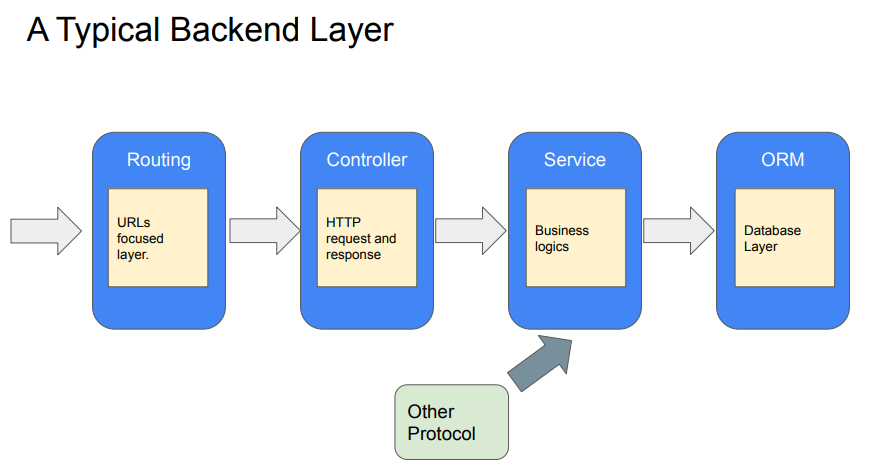 A Typical Backend Layer
Routing
URLs
focused
layer.
Controller
HTTP
request and
response
Service
Business
logics
ORM
Database
Layer
Other
Protocol